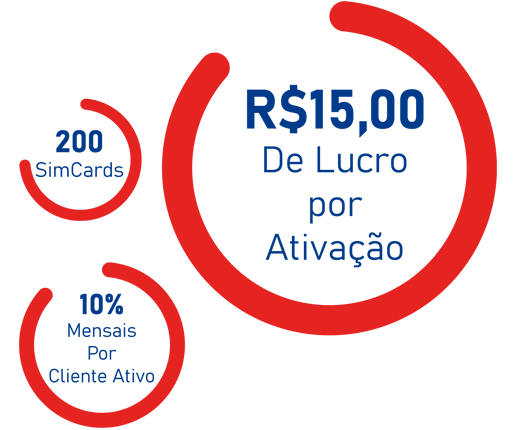 R$15,00
De Lucro
por
Ativação
200
SimCards
10%
Mensais
Por
Cliente Ativo